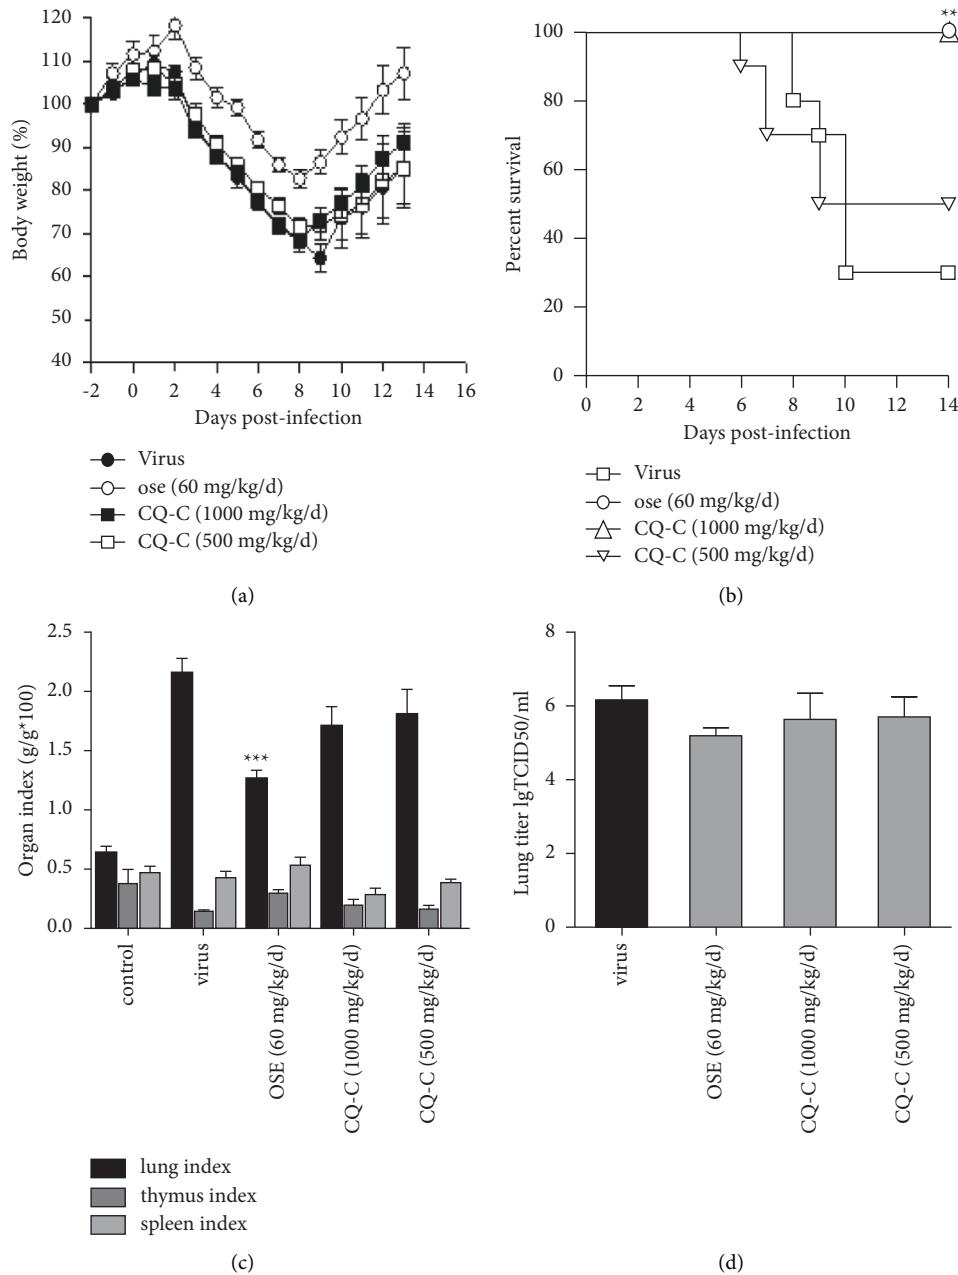 120
110
100
90
80
70
60
50
40
Body weight (%)
-2 0 2 4 6 8 10 12 14 16
Days post-infection
Virus
ose (60 mg/kg/d)
CQ-C (1000 mg/kg/d)
CQ-C (500 mg/kg/d)
(a)
**
100
80
60
40
20
0
Percent survival
0 2 4 6 8 10 12 14
Days post-infection
Virus
ose (60 mg/kg/d)
CQ-C (1000 mg/kg/d)
CQ-C (500 mg/kg/d)
(b)
2.5
2.0
1.5
1.0
0.5
0.0
Organ index (g/g*100)
***
control
virus
OSE (60 mg/kg/d)
CQ-C (1000 mg/kg/d)
CQ-C (500 mg/kg/d)
lung index
thymus index
spleen index
(c)
8
6
4
2
0
Lung titer lgTCID50/ml
virus
OSE (60 mg/kg/d)
CQ-C (1000 mg/kg/d)
CQ-C (500 mg/kg/d)
(d)